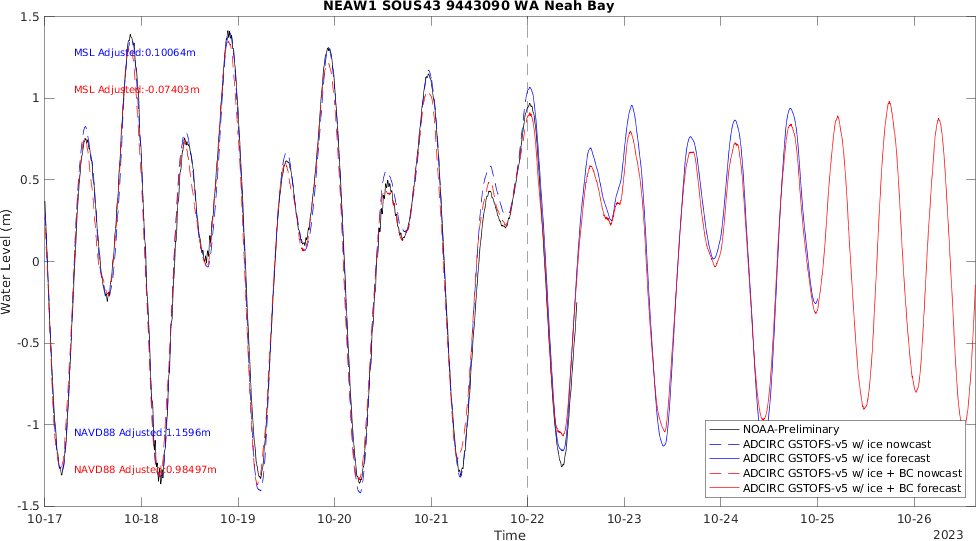 NEAW1 SOUS43 9443090 WA Neah Bay
1.5
MSL Adjusted:0.10064m
MSL Adjusted:-0.07403m
1
0.5
0
-0.5
-1
-1.5
Water Level (m)
NAVD88 Adjusted:1.1596m
NAVD88 Adjusted:0.98497m
NOAA-Preliminary
ADCIRC GSTOFS-v5 w/ ice nowcast
ADCIRC GSTOFS-v5 w/ ice forecast
ADCIRC GSTOFS-v5 w/ ice + BC nowcast
ADCIRC GSTOFS-v5 w/ ice + BC forecast
10-17 10-18 10-19 10-20 10-21 10-22 10-23 10-24 10-25 10-26
Time
2023